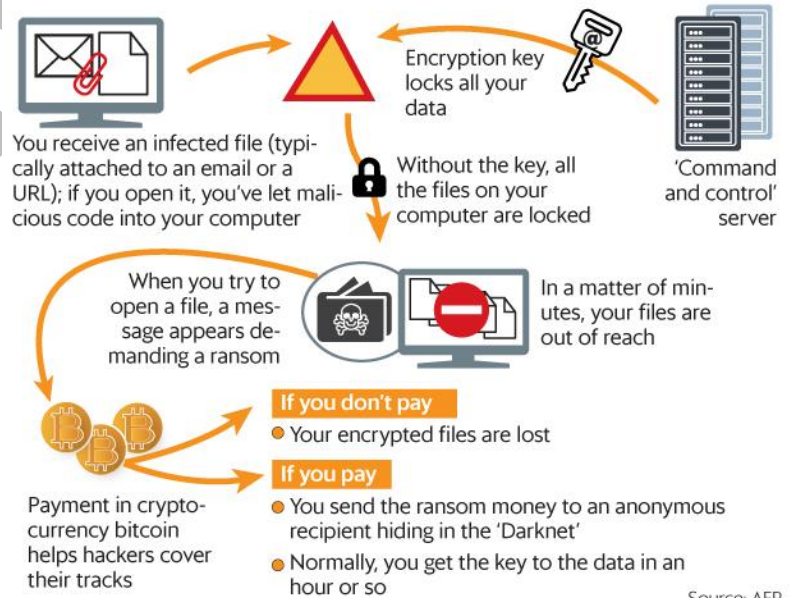 You receive an infected file (typi-
cally attached to an email or a
URL); if you open it, you've let mali-
cious code into your computer
Encryption key
locks all your
data
@
'Command
and control'
server
Without the key, all
the files on your
computer are locked
When you try to
open a file, a mes-
sage appears de-
manding a ransom
In a matter of min-
utes, your files are
out of reach
B
B
B
Payment in crypto-
currency bitcoin
helps hackers cover
their tracks
If you don't pay
Your encrypted files are lost
If you pay
You send the ransom money to an anonymous
recipient hiding in the 'Darknet'
Normally, you get the key to the data in an
hour or so
Source: AFP